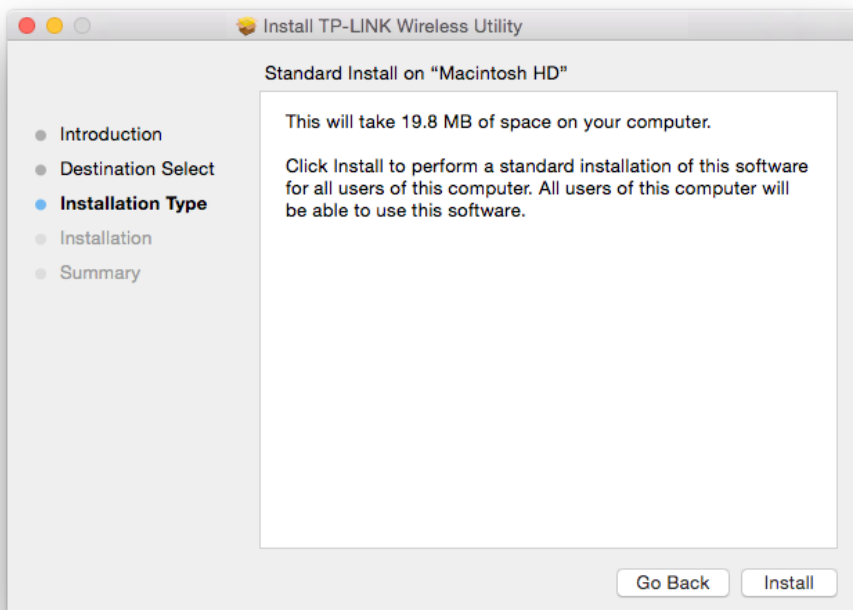 Install TP-LINK Wireless Utility
Standard Install on “Macintosh HD”
Introduction
Destination Select
Installation Type
Installation
Summary
This will take 19.8 MB of space on your computer.
Click Install to perform a standard installation of this software
for all users of this computer. All users of this computer will
be able to use this software.
Go Back
Install